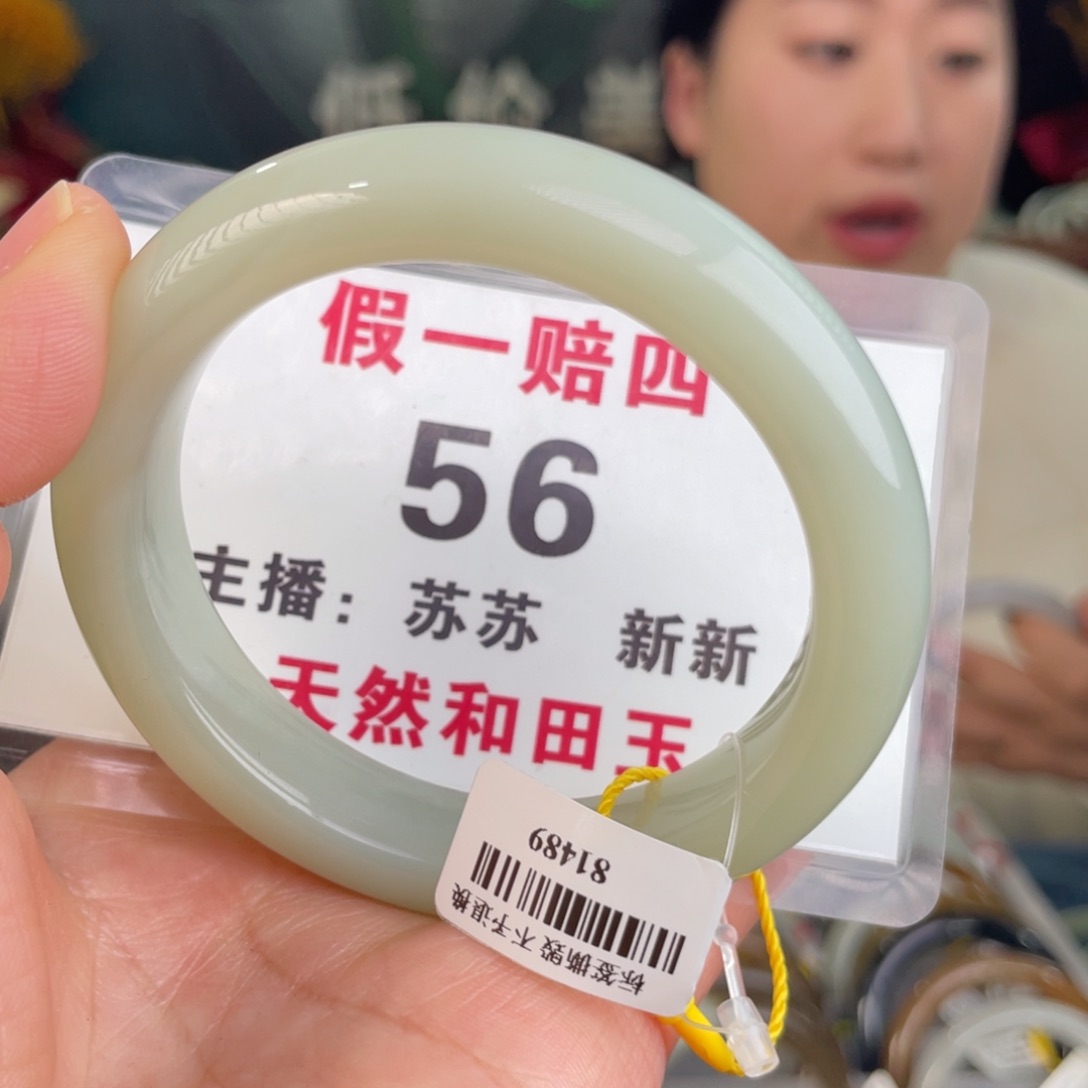 假一赔四
56
主播：苏苏 新新
天然和田玉
81489
标签撕毁 不予退换